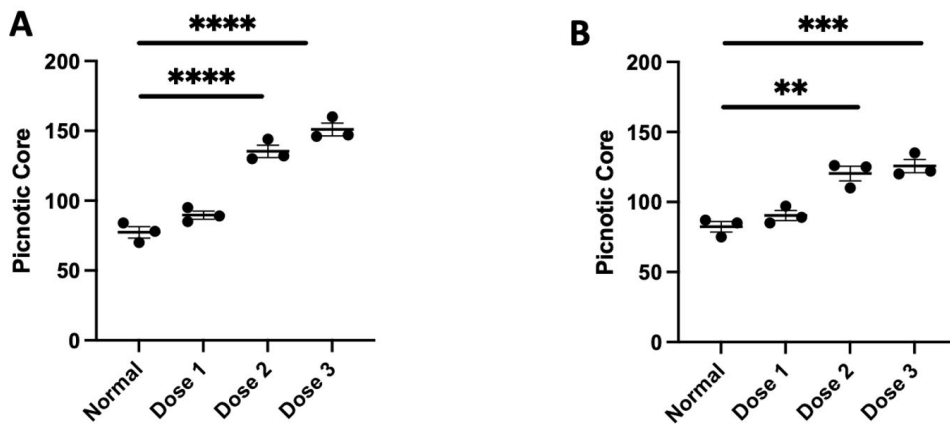 A
****
****
Picnotic Core
200
150
100
50
0
Normal
Dose 1
Dose 2
Dose 3
B
***
**
Picnotic Core
200
150
100
50
0
Normal
Dose 1
Dose 2
Dose 3